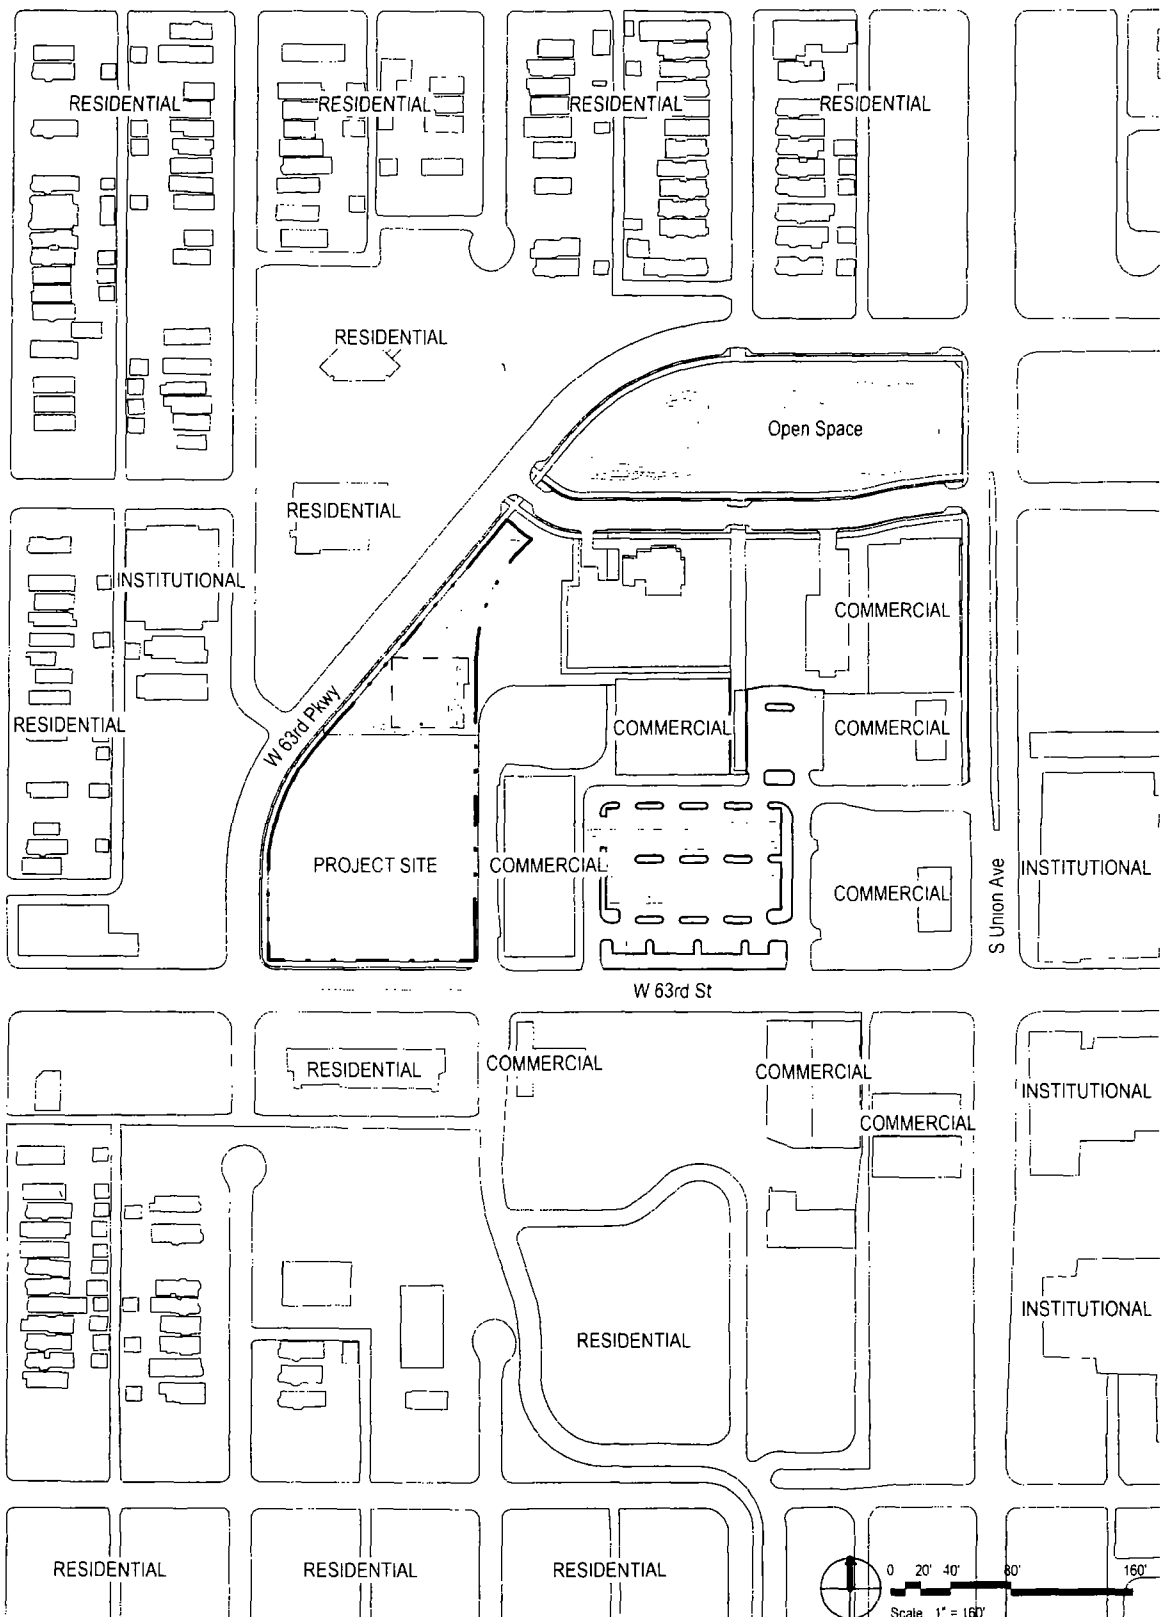 RESIDENTIAL
RESIDENTIAL
RESIDENTIAL
RESIDENTIAL
RESIDENTIAL
Open Space
RESIDENTIAL
INSTITUTIONAL
COMMERCIAL
W 63rd Pkwy
RESIDENTIAL
COMMERCIAL
COMMERCIAL
PROJECT SITE
COMMERCIAL
COMMERCIAL
S Union Ave
INSTITUTIONAL
W 63rd St
RESIDENTIAL
COMMERCIAL
COMMERCIAL
INSTITUTIONAL
COMMERCIAL
INSTITUTIONAL
RESIDENTIAL
RESIDENTIAL
RESIDENTIAL
RESIDENTIAL
0 20' 40' 80' 160'
Scale 1" = 160'